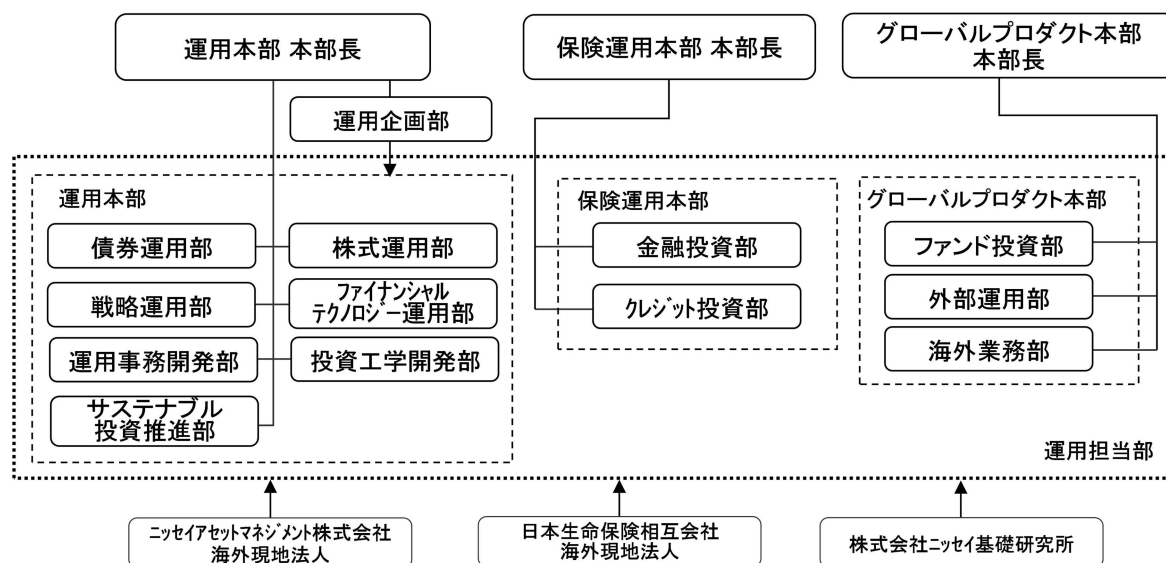 運用本部 本部長
保険運用本部 本部長
グローバルプロダクト本部
本部長
運用企画部
運用本部
債券運用部
株式運用部
戦略運用部
ファイナンシャル
テクノロジー運用部
運用事務開発部
投資工学開発部
サステナブル
投資推進部
保険運用本部
金融投資部
クレジット投資部
グローバルプロダクト本部
ファンド投資部
外部運用部
海外業務部
運用担当部
ニッセイアセットマネジメント株式会社
海外現地法人
日本生命保険相互会社
海外現地法人
株式会社ニッセイ基礎研究所